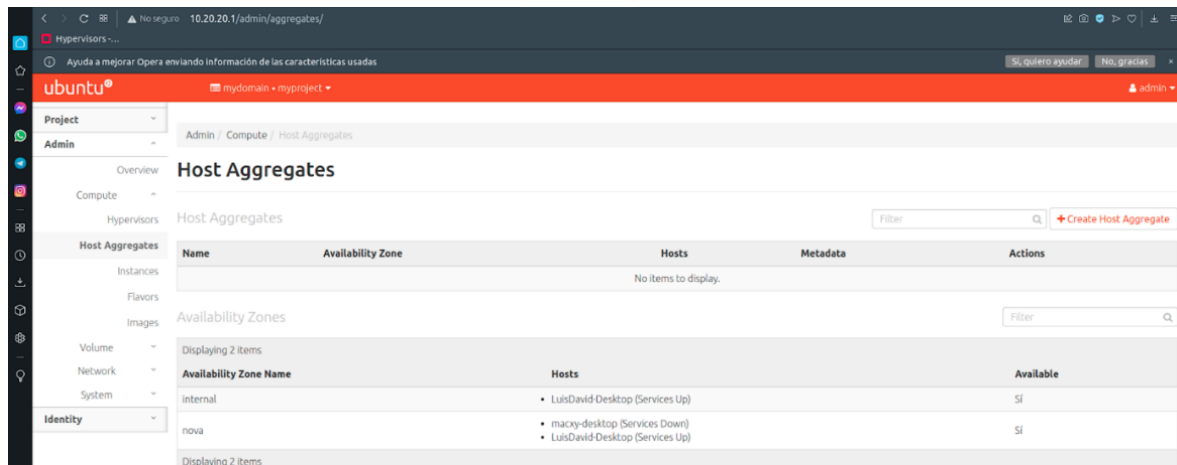 No seguro 10.20.20.1/admin/aggregates/
Hypervisors -...
Ayuda a mejorar Opera enviando información de las características usadas Sí, quiero ayudar No, gracias ×
ubuntu® mydomain • myproject admin
Project
Admin
Overview
Compute
Hypervisors
Host Aggregates
Instances
Flavors
Images
Volume
Network
System
Identity
Admin / Compute / Host Aggregates
Host Aggregates
Host Aggregates Filter +Create Host Aggregate
Name Availability Zone Hosts Metadata Actions
No items to display.
Availability Zones Filter
Displaying 2 items
Availability Zone Name Hosts Available
internal • LuisDavid-Desktop (Services Up) Sí
nova • macxy-desktop (Services Down) Sí
• LuisDavid-Desktop (Services Up)
Displaying 2 items